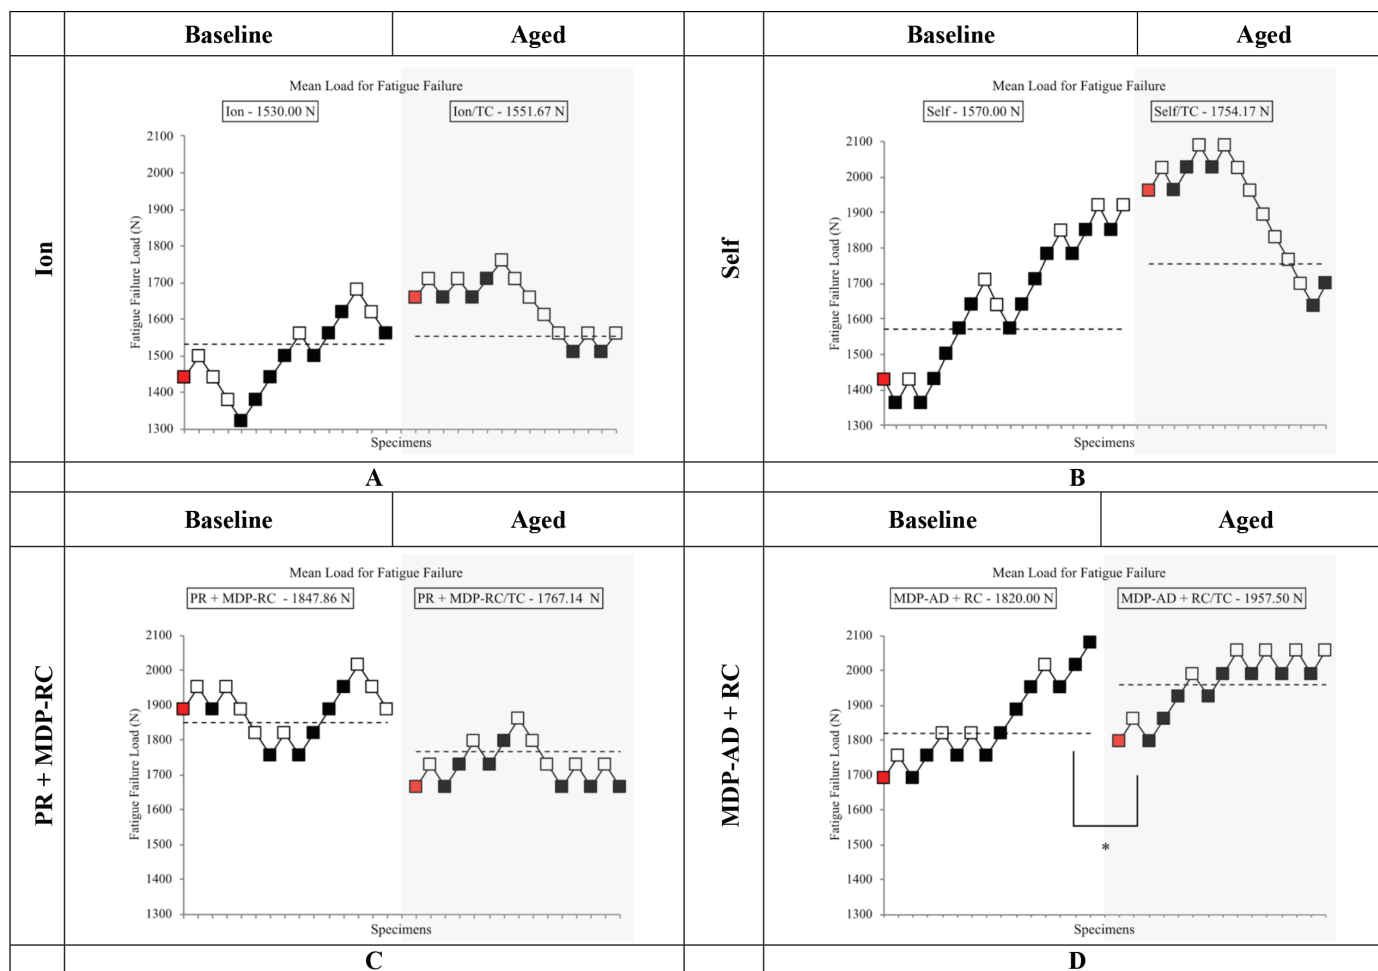 Baseline Aged Baseline Aged
Ion
Mean Load for Fatigue Failure
Ion - 1530.00 N Ion/TC - 1551.67 N
Fatigue Failure Load (N)
2100
2000
1900
1800
1700
1600
1500
1400
1300
Specimens
Self
Mean Load for Fatigue Failure
Self - 1570.00 N Self/TC - 1754.17 N
Fatigue Failure Load (N)
2100
2000
1900
1800
1700
1600
1500
1400
1300
Specimens
A B
Baseline Aged Baseline Aged
PR + MDP-RC
Mean Load for Fatigue Failure
PR + MDP-RC - 1847.86 N PR + MDP-RC/TC - 1767.14 N
Fatigue Failure Load (N)
2100
2000
1900
1800
1700
1600
1500
1400
1300
Specimens
MDP-AD + RC
Mean Load for Fatigue Failure
MDP-AD + RC - 1820.00 N MDP-AD + RC/TC - 1957.50 N
Fatigue Failure Load (N)
2100
2000
1900
1800
1700
1600
1500
1400
1300
*
Specimens
C D